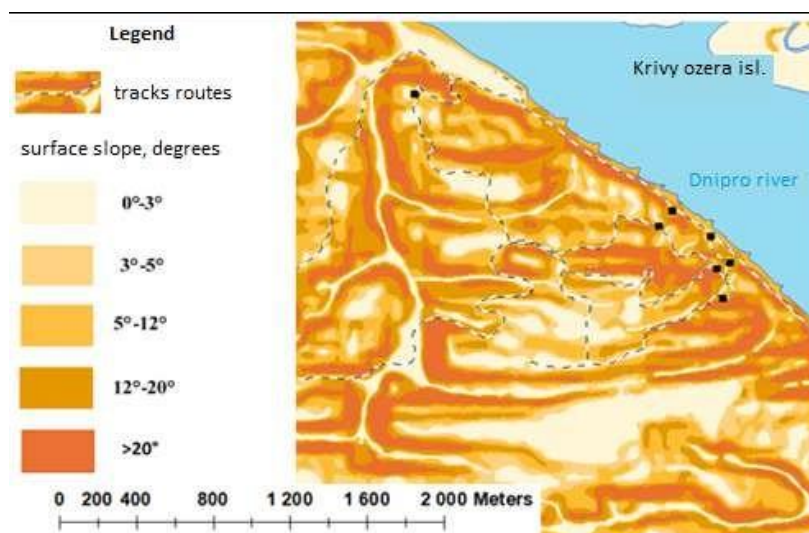 Legend
tracks routes
surface slope, degrees
0°-3°
3°-5°
5°-12°
12°-20°
>20°
0 200 400 800 1 200 1 600 2 000 Meters
Krivy ozera isl.
Dnipro river